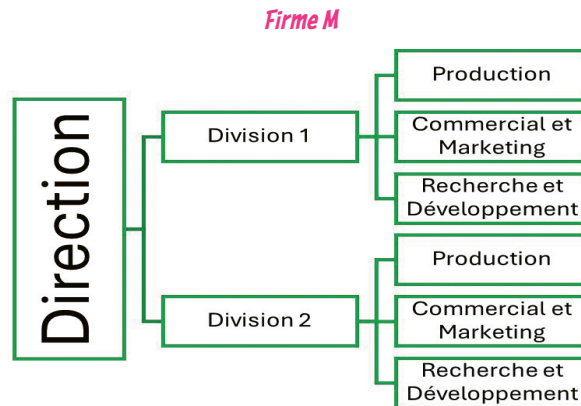 Firme M
Direction
Division 1
Production
Commercial et
Marketing
Recherche et
Développement
Division 2
Production
Commercial et
Marketing
Recherche et
Développement